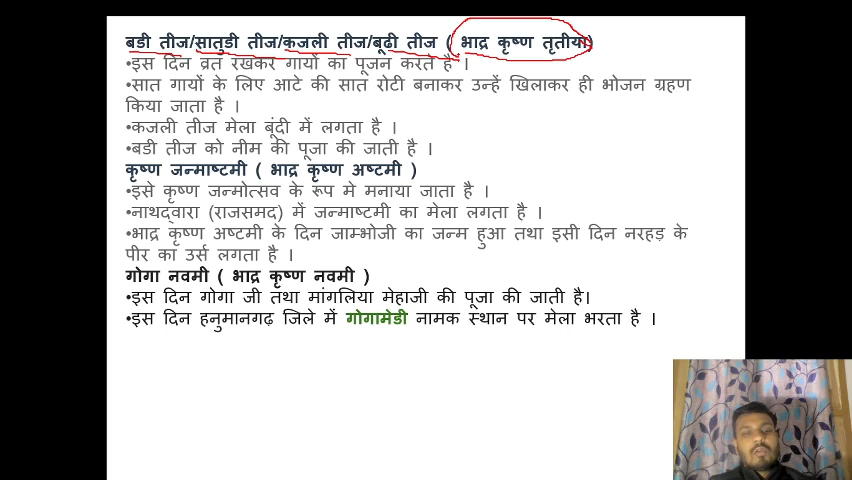 बडी तीज/सातुडी तीज/कजली तीज/बूढी तीज ( भाद्र कृष्ण तृतीया)
•इस दिन व्रत रखकर गायों का पूजन करते है ।
•सात गायों के लिए आटे की सात रोटी बनाकर उन्हें खिलाकर ही भोजन ग्रहण
किया जाता है ।
•कजली तीज मेला बूंदी में लगता है ।
•बडी तीज को नीम की पूजा की जाती है ।
कृष्ण जन्माष्टमी ( भाद्र कृष्ण अष्टमी )
•इसे कृष्ण जन्मोत्सव के रूप मे मनाया जाता है ।
•नाथद्वारा (राजसमद) में जन्माष्टमी का मेला लगता है ।
•भाद्र कृष्ण अष्टमी के दिन जाम्भोजी का जन्म हुआ तथा इसी दिन नरहड़ के
पीर का उर्स लगता है ।
गोगा नवमी ( भाद्र कृष्ण नवमी )
•इस दिन गोगा जी तथा मांगलिया मेहाजी की पूजा की जाती है।
•इस दिन हनुमानगढ़ जिले में गोगामेडी नामक स्थान पर मेला भरता है ।